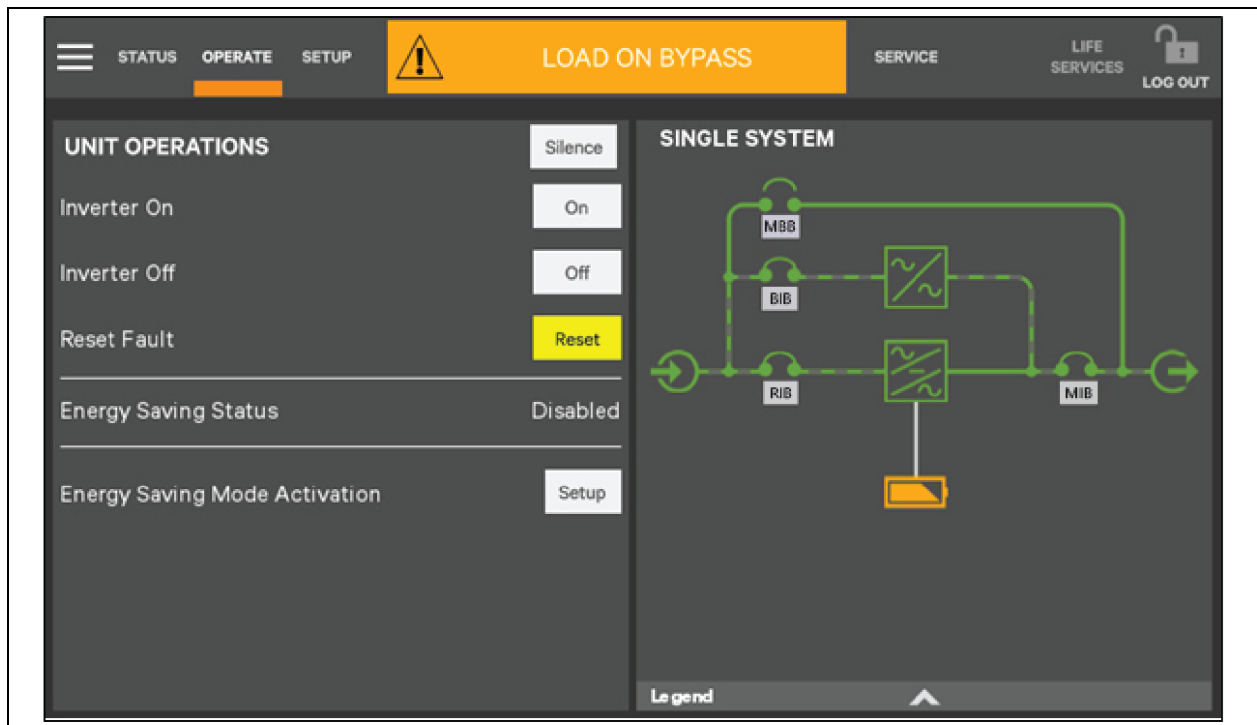 STATUS OPERATE SETUP LOAD ON BYPASS SERVICE LIFE SERVICES LOG OUT
UNIT OPERATIONS Silence
Inverter On On
Inverter Off Off
Reset Fault Reset
Energy Saving Status Disabled
Energy Saving Mode Activation Setup
SINGLE SYSTEM
MBB
BIB
RIB MIB
Legend